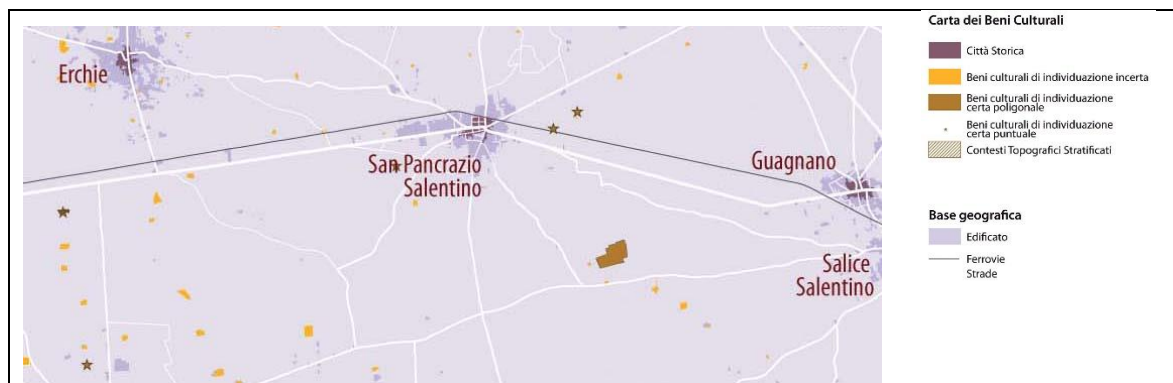 Erchie
San Pancrazio
Salentino
Guagnano
Salice
Salentino
Carta dei Beni Culturali
Città Storica
Beni culturali di individuazione incerta
Beni culturali di individuazione
certa poligonale
Beni culturali di individuazione
certa puntuale
Contesti Topografici Stratificati
Base geografica
Edificato
Ferrovie
Strade